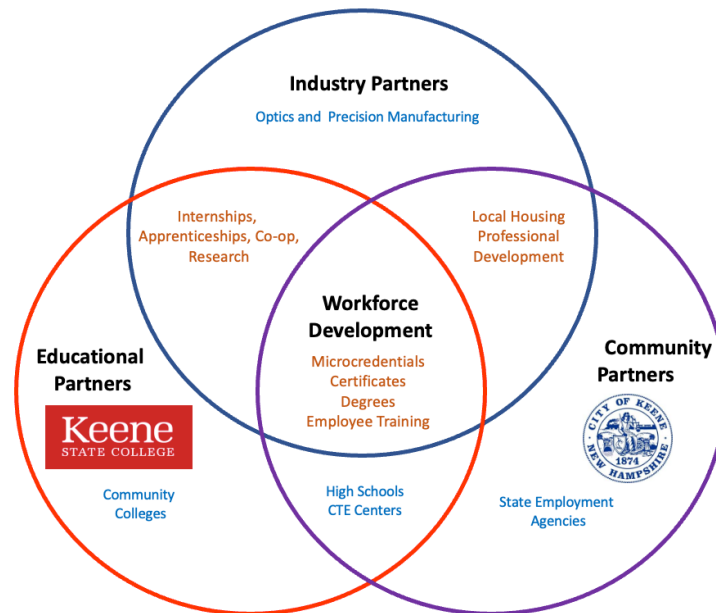 Industry Partners
Optics and Precision Manufacturing
Internships,
Apprenticeships, Co-op,
Research
Local Housing
Professional
Development
Workforce
Development
Microcredentials
Certificates
Degrees
Employee Training
Educational
Partners
Keene
STATE COLLEGE
Community
Colleges
Community
Partners
CITY OF KEENE
NEW HAMPSHIRE
1874
High Schools
CTE Centers
State Employment
Agencies